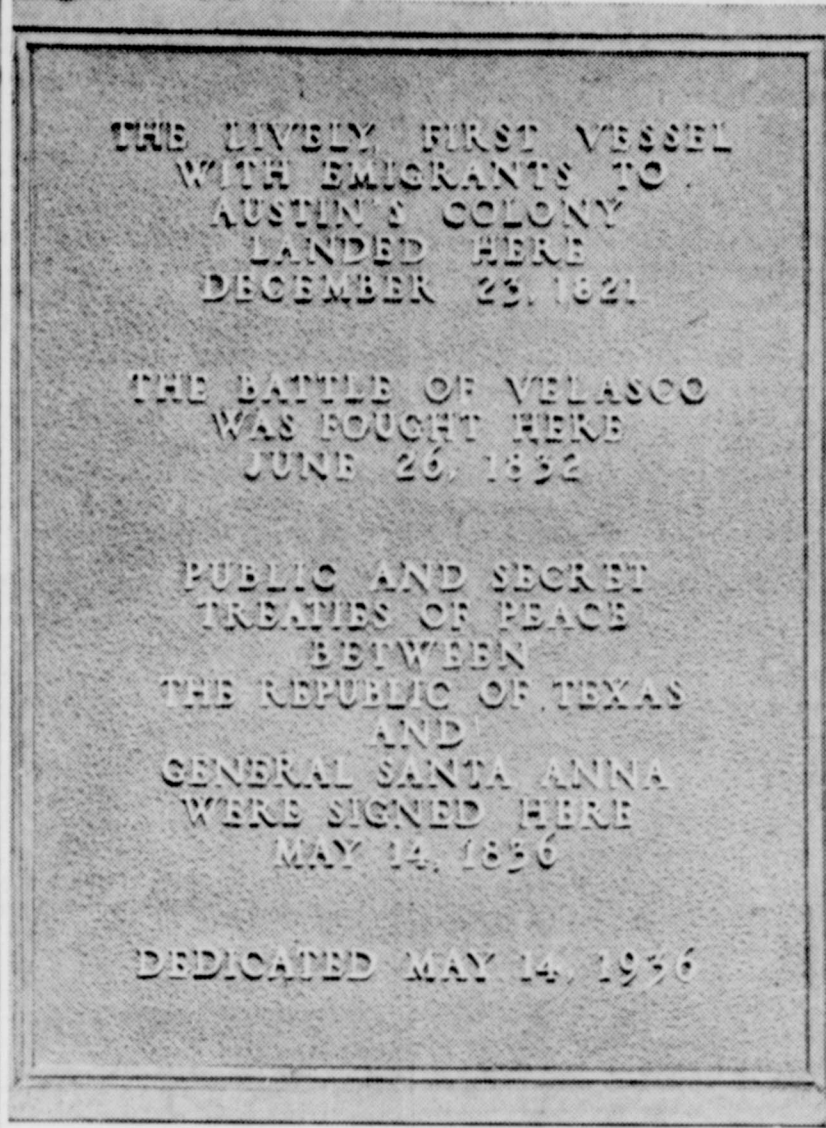 THE LIVELY, FIRST VESSEL
WITH EMIGRANTS TO
AUSTIN'S COLONY
LANDED HERE
DECEMBER 23, 1821
THE BATTLE OF VELASCO
WAS FOUGHT HERE
JUNE 26, 1832
PUBLIC AND SECRET
TREATIES OF PEACE
BETWEEN
THE REPUBLIC OF TEXAS
AND
GENERAL SANTA ANNA
WERE SIGNED HERE
MAY 14, 1836
DEDICATED MAY 14, 1936